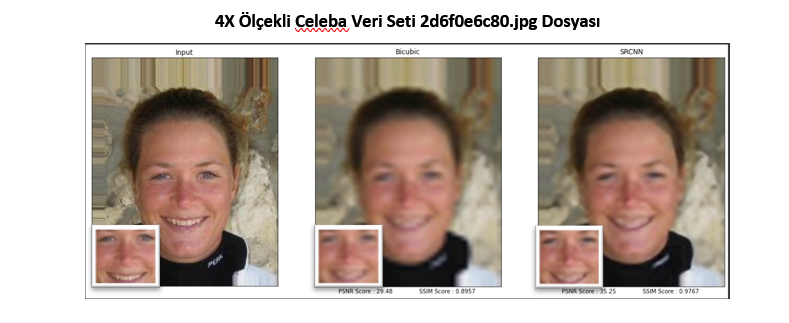 4X Ölçekli Celeba Veri Seti 2d6f0e6c80.jpg Dosyası
Input
Bicubic
SRCNN
PSNR Score : 29.48
SSIM Score : 0.8957
PSNR Score : 35.25
SSIM Score : 0.9767